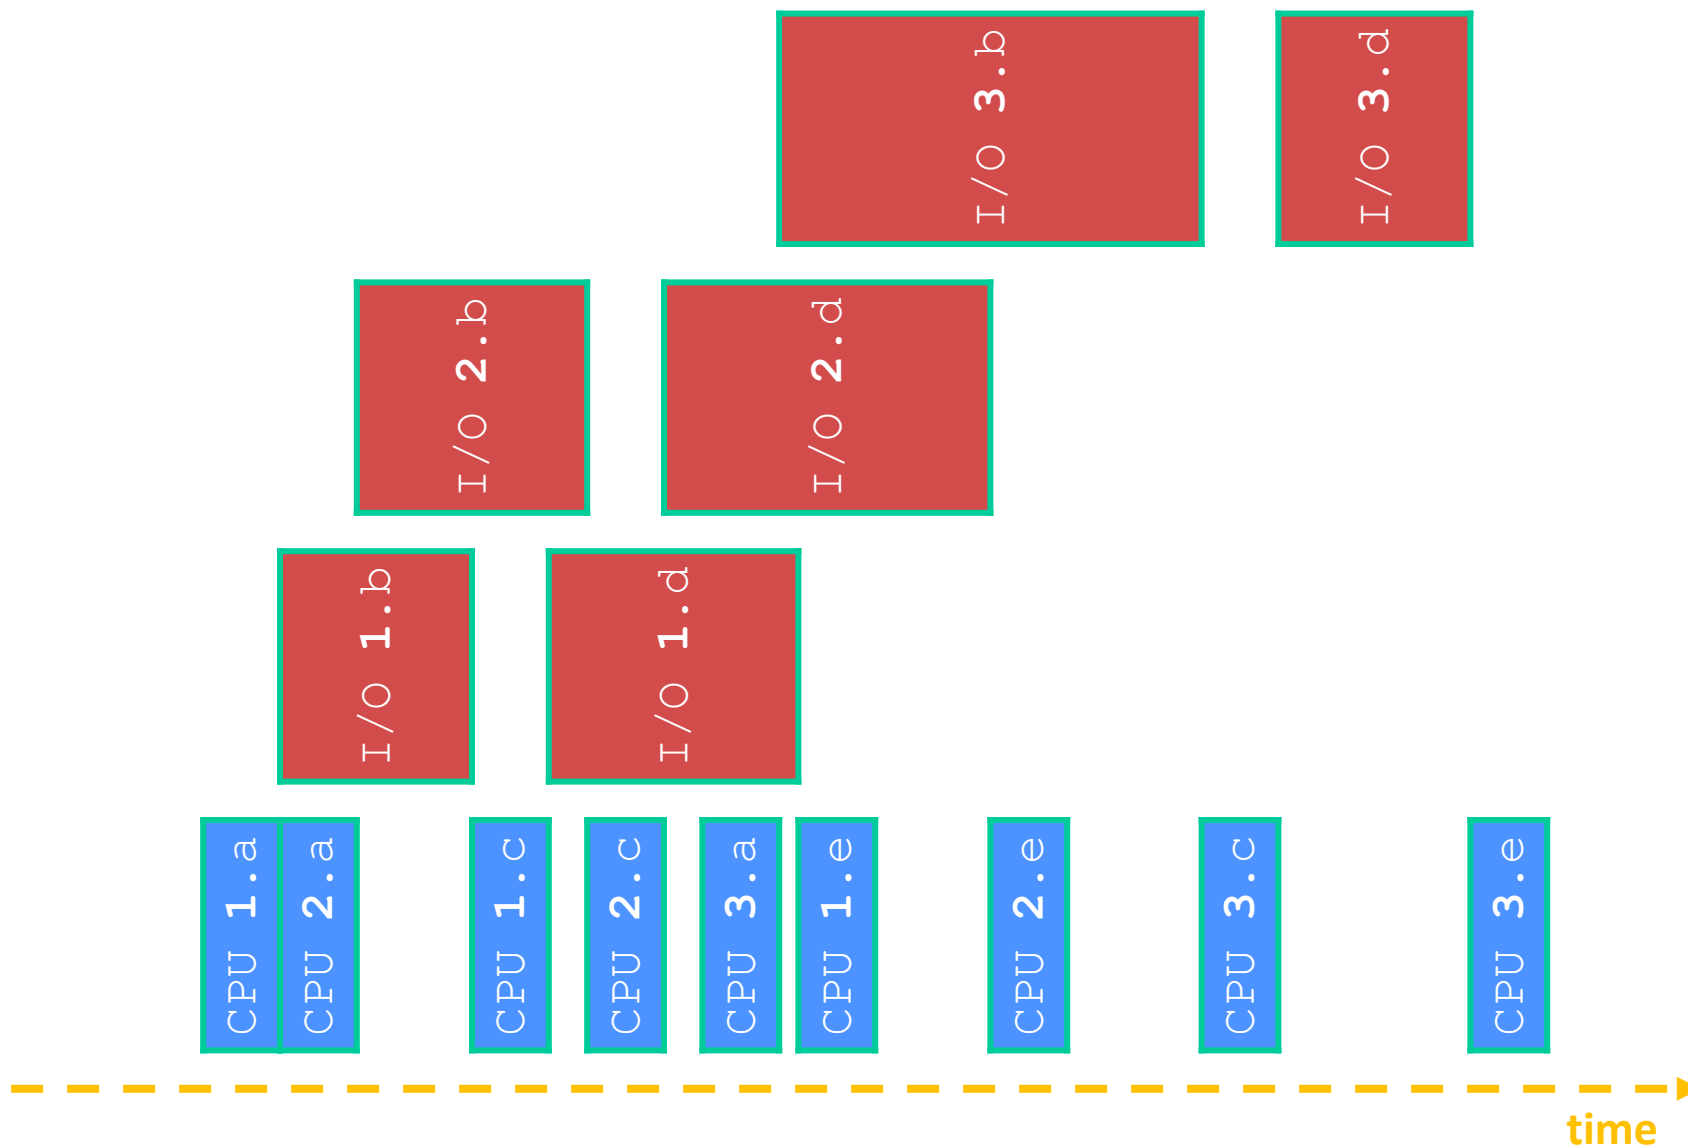 I/O 3.b
I/O 3.d
I/O 2.b
I/O 2.d
I/O 1.b
I/O 1.d
CPU 1.a
CPU 2.a
CPU 1.c
CPU 2.c
CPU 3.a
CPU 1.e
CPU 2.e
CPU 3.c
CPU 3.e
time